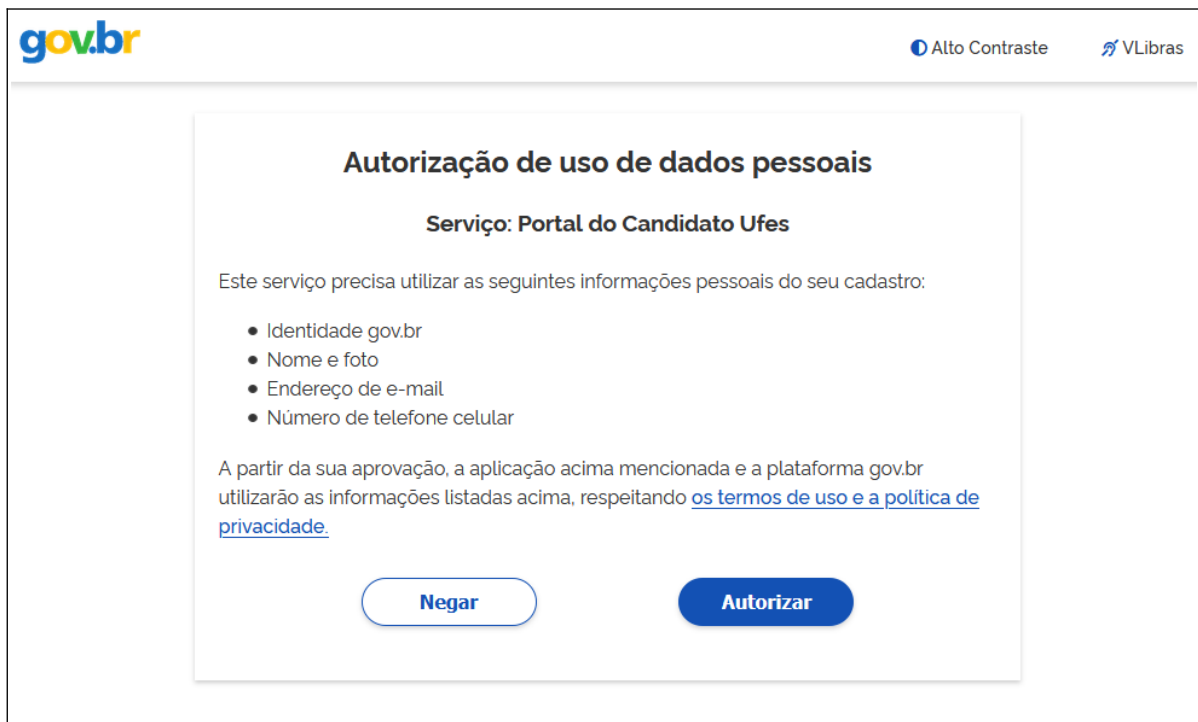 gov.br
Alto Contraste
VLibras
Autorização de uso de dados pessoais
Serviço: Portal do Candidato Ufes
Este serviço precisa utilizar as seguintes informações pessoais do seu cadastro:
Identidade gov.br
Nome e foto
Endereço de e-mail
Número de telefone celular
A partir da sua aprovação, a aplicação acima mencionada e a plataforma gov.br
utilizarão as informações listadas acima, respeitando os termos de uso e a política de
privacidade.
Negar
Autorizar